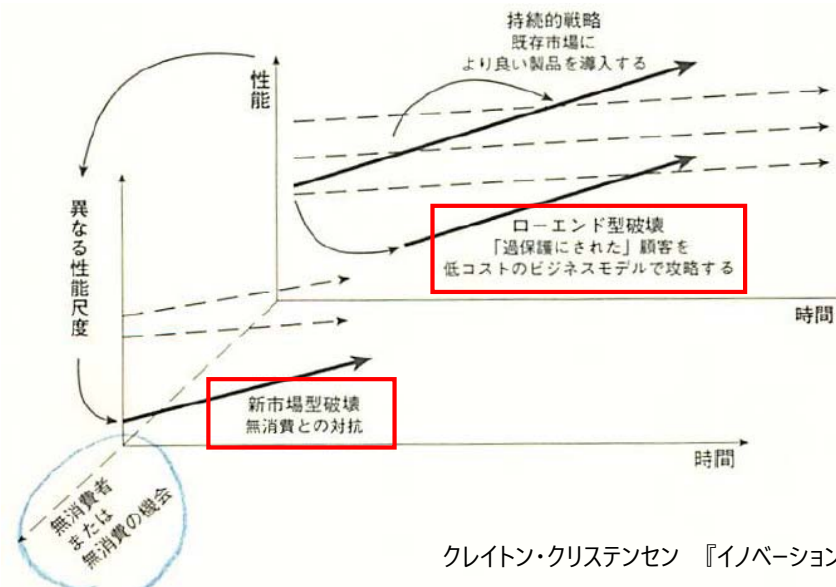 持続的戦略
既存市場に
より良い製品を導入する
性能
異なる性能尺度
ローエンド型破壊
「過保護にされた」顧客を
低コストのビジネスモデルで攻略する
時間
新市場型破壊
無消費との対抗
時間
無消費者
または
無消費の機会
クレイトン・クリステンセン 『イノベーション